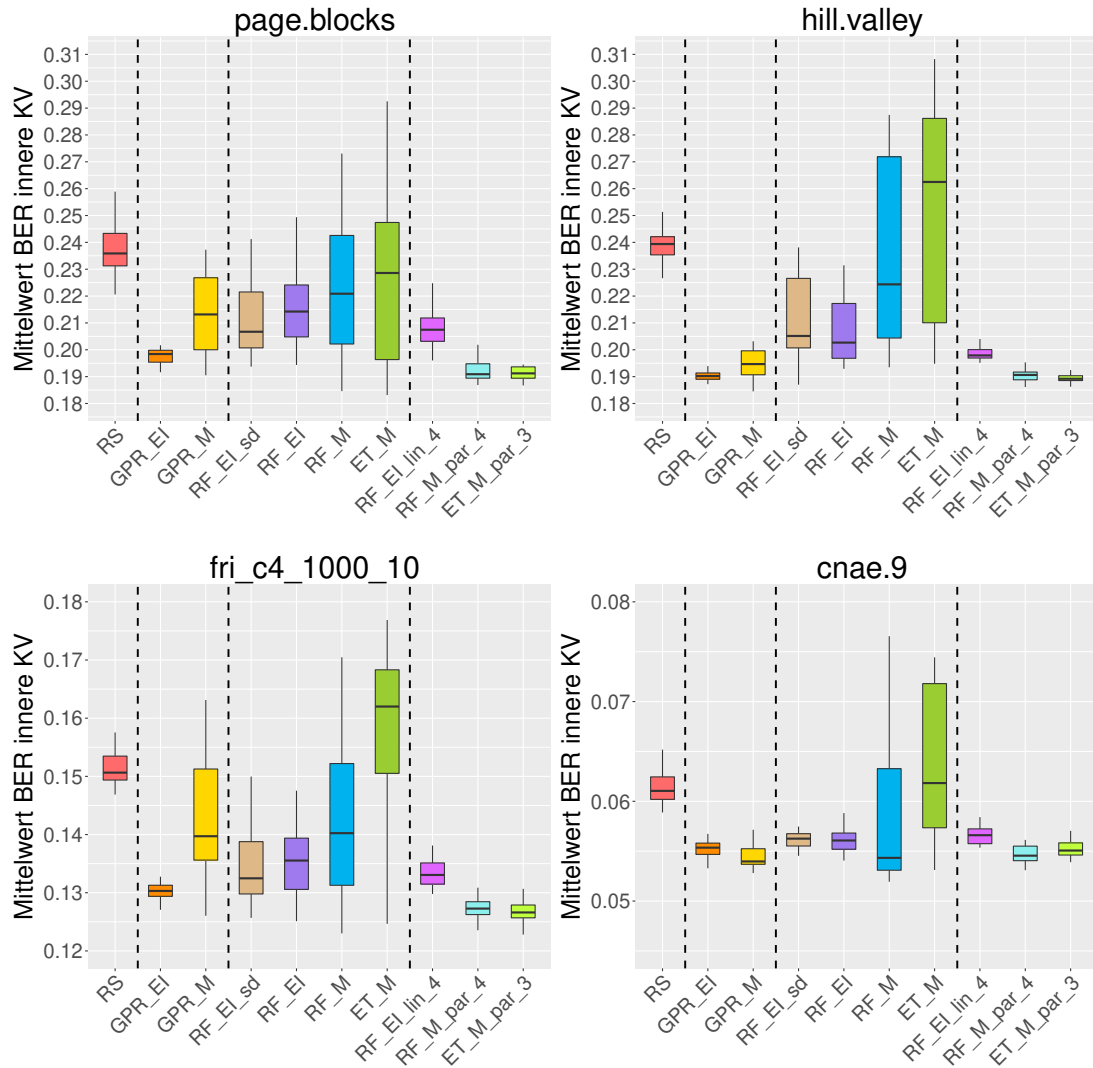 page.blocks
Mittelwert BER innere KV
0.31
0.30
0.29
0.28
0.27
0.26
0.25
0.24
0.23
0.22
0.21
0.20
0.19
0.18
RS
GPR_EI
GPR_M
RF_EI_sd
RF_EI
RF_M
ET_M
RF_EI_lin_4
RF_M_par_4
ET_M_par_3
hill.valley
Mittelwert BER innere KV
0.31
0.30
0.29
0.28
0.27
0.26
0.25
0.24
0.23
0.22
0.21
0.20
0.19
0.18
RS
GPR_EI
GPR_M
RF_EI_sd
RF_EI
RF_M
ET_M
RF_EI_lin_4
RF_M_par_4
ET_M_par_3
fri_c4_1000_10
Mittelwert BER innere KV
0.18
0.17
0.16
0.15
0.14
0.13
0.12
RS
GPR_EI
GPR_M
RF_EI_sd
RF_EI
RF_M
ET_M
RF_EI_lin_4
RF_M_par_4
ET_M_par_3
cnae.9
Mittelwert BER innere KV
0.08
0.07
0.06
0.05
RS
GPR_EI
GPR_M
RF_EI_sd
RF_EI
RF_M
ET_M
RF_EI_lin_4
RF_M_par_4
ET_M_par_3